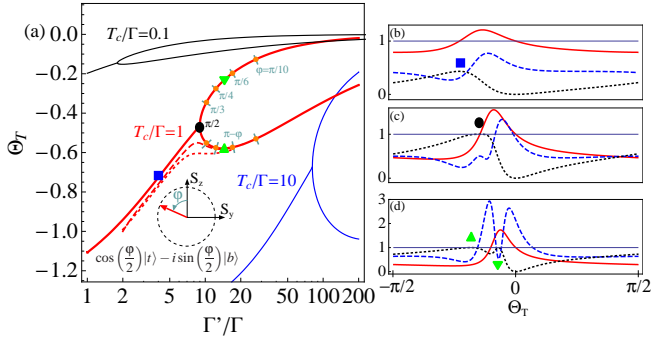 (a)
T_c/Γ=0.1
φ=π/10
π/6
π/4
π/3
π/2
T_c/Γ=1
π−φ
T_c/Γ=10
S_z
φ
S_y
cos(φ/2)|t⟩ − i sin(φ/2)|b⟩
0.0
−0.2
−0.4
−0.6
−0.8
−1.0
−1.2
Θ_T
1 2 5 10 20 50 100 200
Γ'/Γ
(b)
1
0
1
(c)
1
0
(d)
3
2
1
0
−π/2 0 π/2
Θ_T